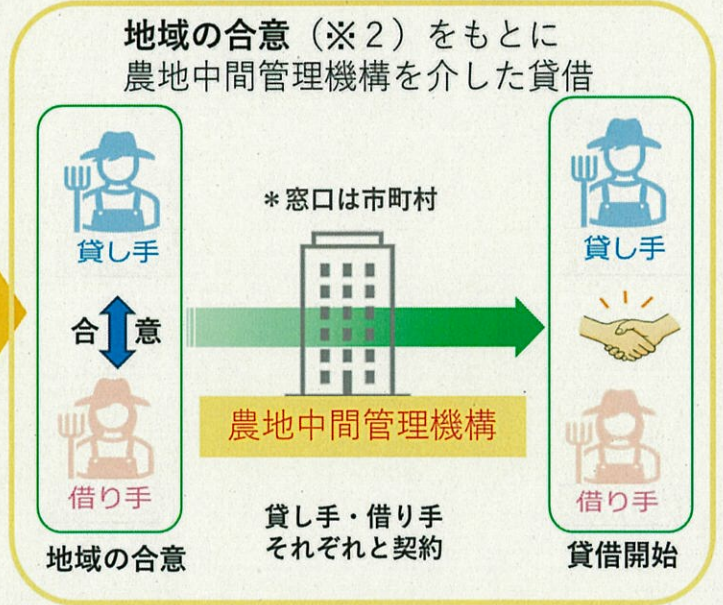 地域の合意（※２）をもとに
農地中間管理機構を介した貸借
貸し手
合意
借り手
地域の合意
＊窓口は市町村
農地中間管理機構
貸し手・借り手
それぞれと契約
貸し手
借り手
貸借開始